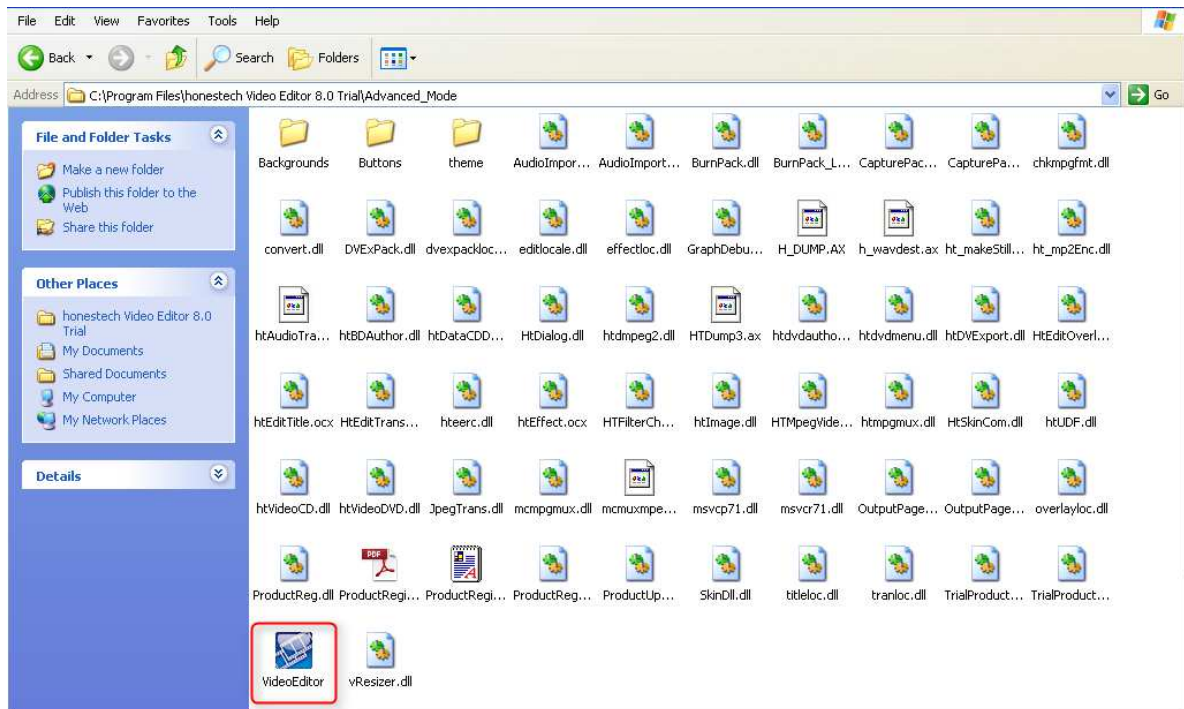 File Edit View Favorites Tools Help
Back Search Folders
Address C:\Program Files\honestech Video Editor 8.0 Trial\Advanced_Mode Go
File and Folder Tasks
Make a new folder
Publish this folder to the
Web
Share this folder
Other Places
honestech Video Editor 8.0
Trial
My Documents
Shared Documents
My Computer
My Network Places
Details
Backgrounds Buttons theme AudioImpor... AudioImport... BurnPack.dll BurnPack_L... CapturePac... CapturePa... chkmpgfmt.dll
convert.dll DVExPack.dll dvexpackloc... editlocale.dll effectloc.dll GraphDebu... H_DUMP.AX h_wavdest.ax ht_makeStill... ht_mp2Enc.dll
htAudioTra... htBDAuthor.dll htDataCDD... HtDialog.dll htdmpeg2.dll HTDump3.ax htdvdautho... htdvdmenu.dll htDVExport.dll HtEditOverl...
htEditTitle.ocx HtEditTrans... hteerc.dll htEffect.ocx HTFilterCh... htImage.dll HTMpegVide... htmpgmux.dll HtSkinCom.dll htUDF.dll
htVideoCD.dll htVideoDVD.dll JpegTrans.dll mcmpgmux.dll mcmuxmpe... msvcp71.dll msvcr71.dll OutputPage... OutputPage... overlayloc.dll
ProductReg.dll ProductRegi... ProductRegi... ProductReg... ProductUp... SkinDll.dll titleloc.dll tranloc.dll TrialProduct... TrialProduct...
VideoEditor vResizer.dll